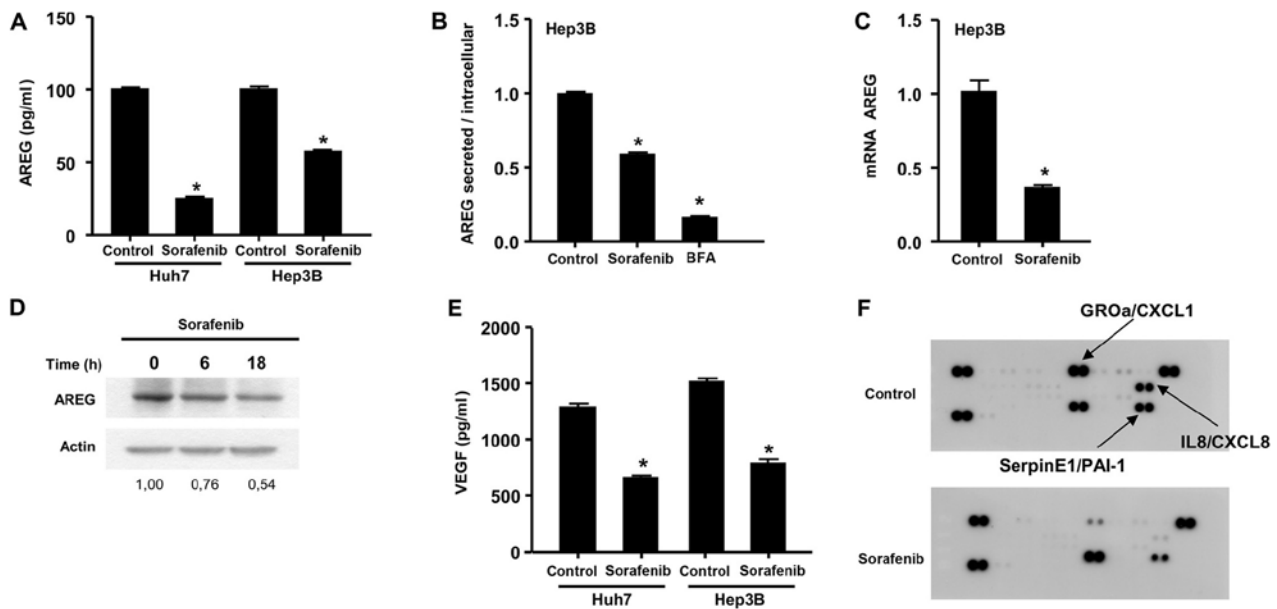 A
AREG (pg/ml)
150
100
50
0
*
*
Control Sorafenib Control Sorafenib
Huh7 Hep3B
B
Hep3B
AREG secreted / intracellular
1.5
1.0
0.5
0.0
*
*
Control Sorafenib BFA
C
Hep3B
mRNA AREG
1.5
1.0
0.5
0.0
*
Control Sorafenib
D
Sorafenib
Time (h) 0 6 18
AREG
Actin
1,00 0,76 0,54
E
VEGF (pg/ml)
2000
1500
1000
500
0
*
*
Control Sorafenib Control Sorafenib
Huh7 Hep3B
F
GROa/CXCL1
Control
IL8/CXCL8
SerpinE1/PAI-1
Sorafenib